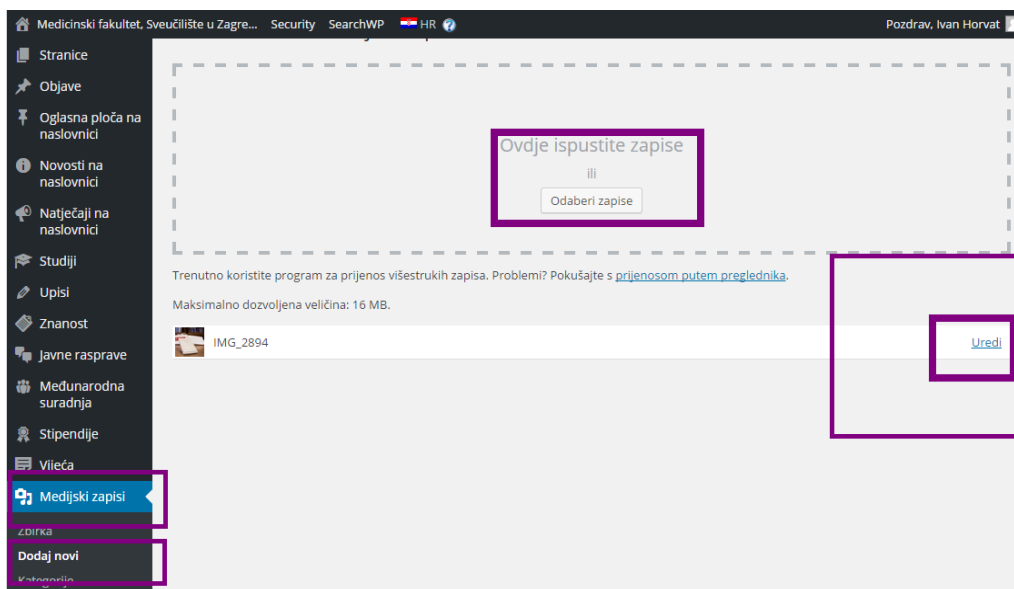 Medicinski fakultet, Sveučilište u Zagre... Security SearchWP HR Pozdrav, Ivan Horvat
Stranice
Objave
Oglasna ploča na
naslovnici
Novosti na
naslovnici
Natječaji na
naslovnici
Studiji
Upisi
Znanost
Javne rasprave
Međunarodna
suradnja
Stipendije
Vijeća
Medijski zapisi
Zbirka
Dodaj novi
Kategorije
Ovdje ispustite zapise
ili
Odaberi zapise
Trenutno koristite program za prijenos višestrukih zapisa. Problemi? Pokušajte s prijenosom putem preglednika.
Maksimalno dozvoljena veličina: 16 MB.
IMG_2894 Uredi